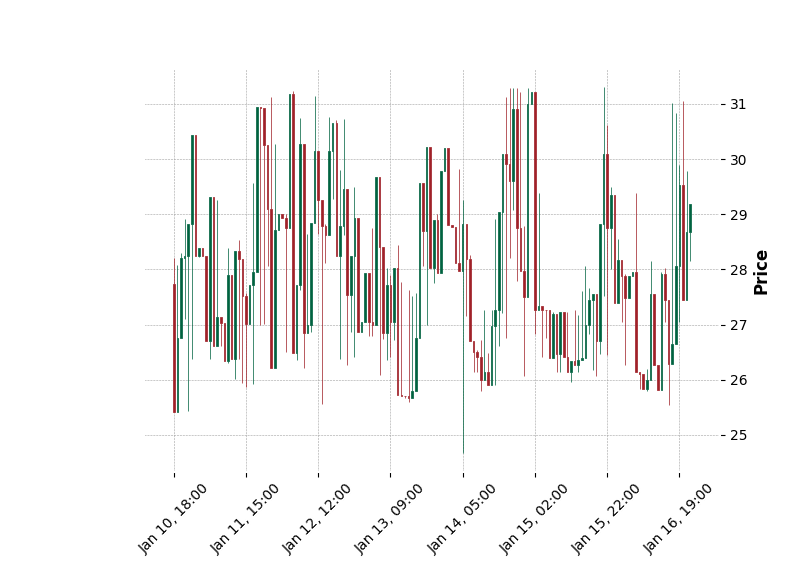 31
30
29
28
27
26
25
Price
Jan 10, 18:00
Jan 11, 15:00
Jan 12, 12:00
Jan 13, 09:00
Jan 14, 05:00
Jan 15, 02:00
Jan 15, 22:00
Jan 16, 19:00